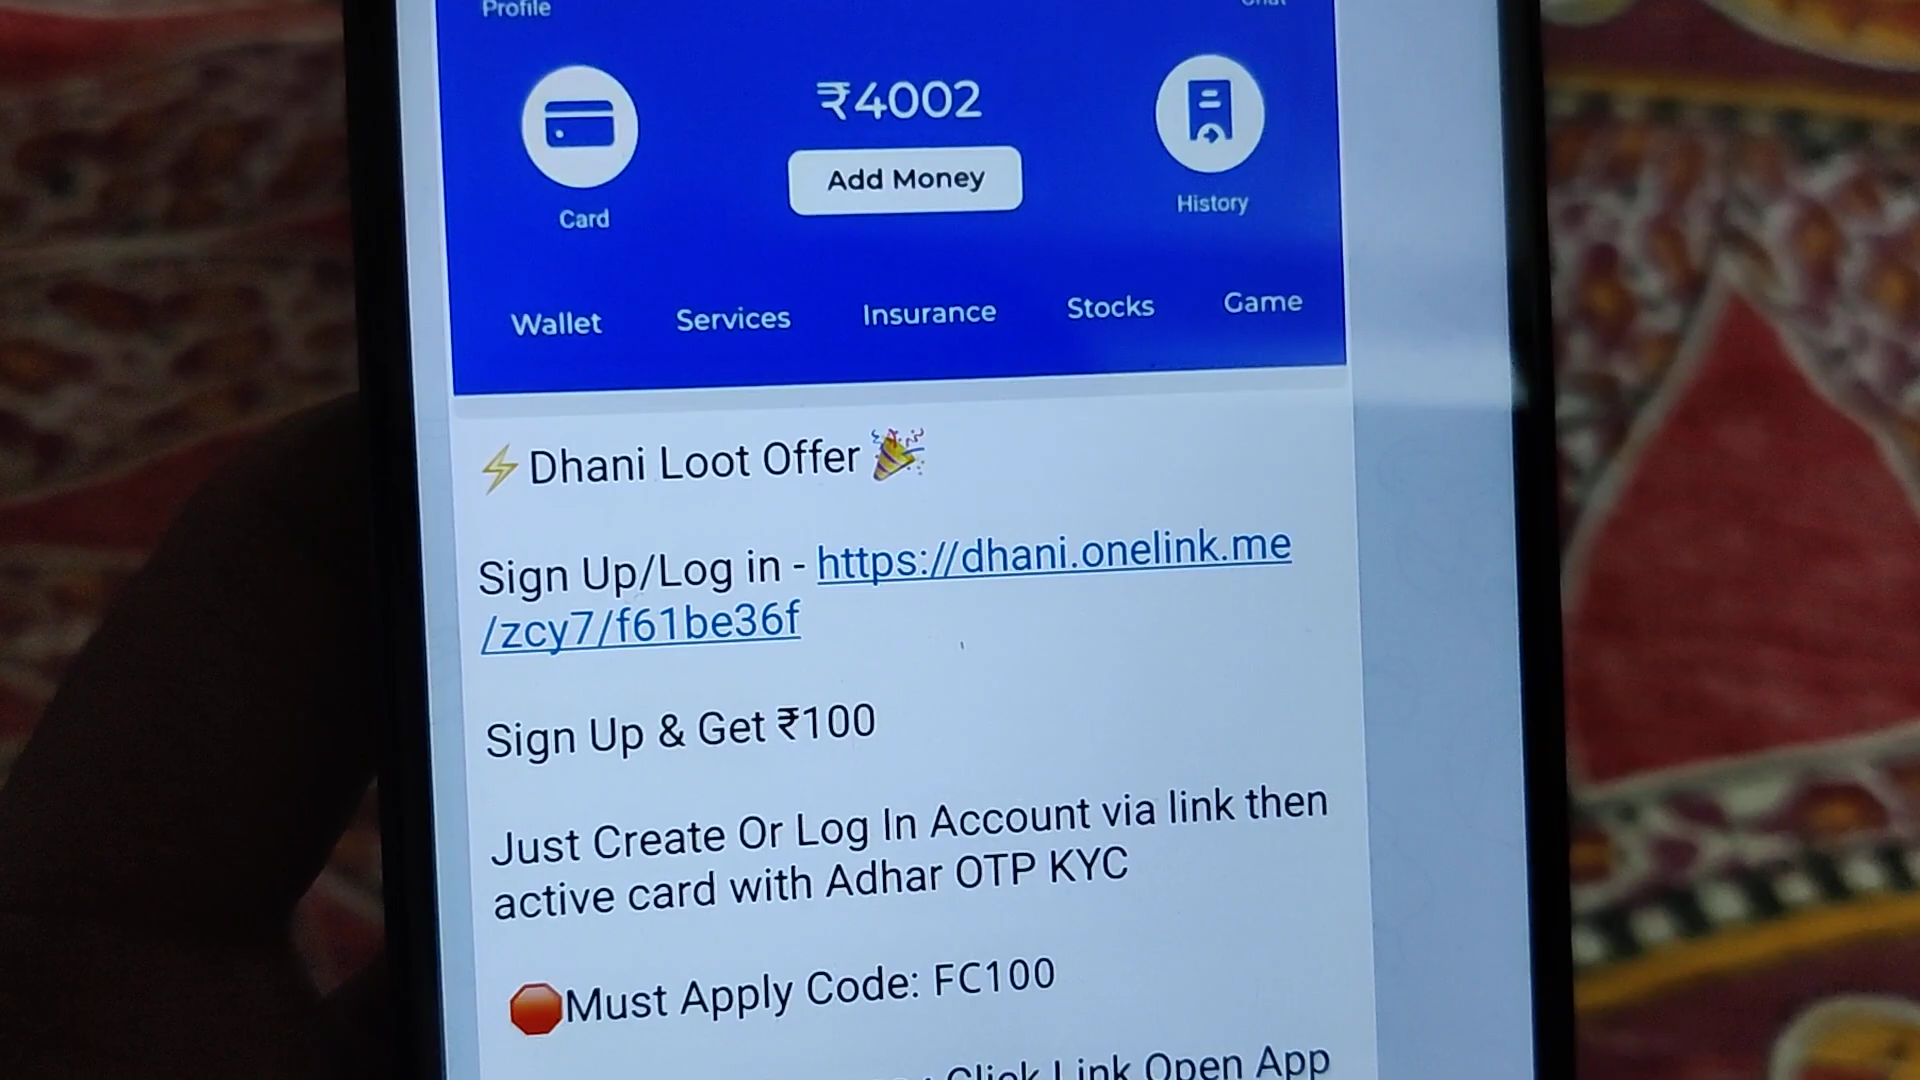 Profile
₹4002
Add Money
Card
History
Wallet Services Insurance Stocks Game
⚡Dhani Loot Offer🎉
Sign Up/Log in - https://dhani.onelink.me
/zcy7/f61be36f
Sign Up & Get ₹100
Just Create Or Log In Account via link then
active card with Adhar OTP KYC
🛑Must Apply Code: FC100
Click Link Open App